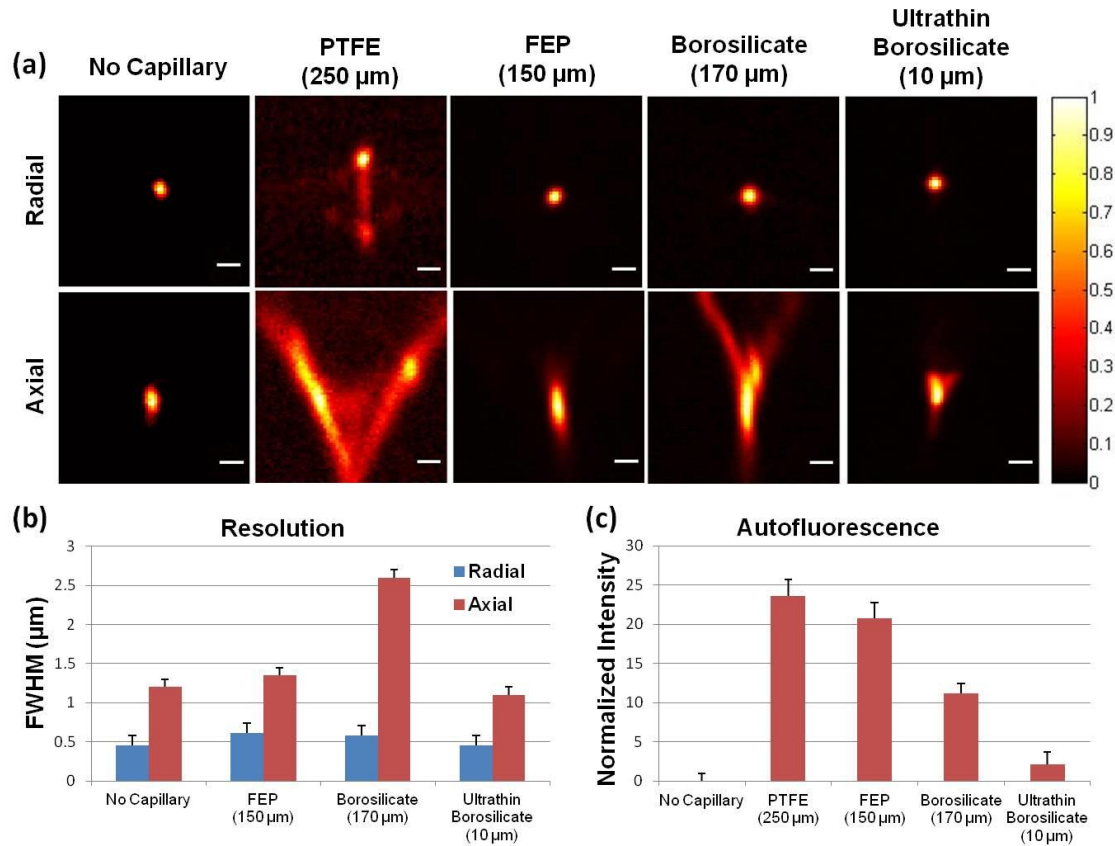 (a)
No Capillary
PTFE
(250 µm)
FEP
(150 µm)
Borosilicate
(170 µm)
Ultrathin
Borosilicate
(10 µm)
Radial
Axial
1
0.9
0.8
0.7
0.6
0.5
0.4
0.3
0.2
0.1
0
(b)
Resolution
FWHM (µm)
3
2.5
2
1.5
1
0.5
0
Radial
Axial
No Capillary
FEP
(150 µm)
Borosilicate
(170 µm)
Ultrathin
Borosilicate
(10 µm)
(c)
Autofluorescence
Normalized Intensity
30
25
20
15
10
5
0
No Capillary
PTFE
(250 µm)
FEP
(150 µm)
Borosilicate
(170 µm)
Ultrathin
Borosilicate
(10 µm)